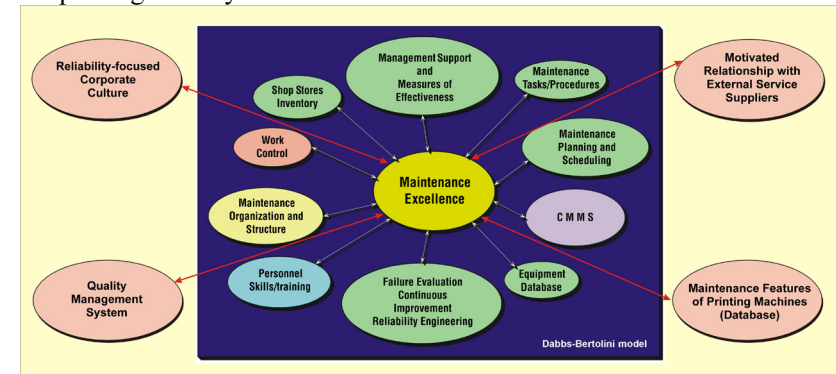 Reliability-focused
Corporate
Culture
Management Support
and
Measures of
Effectiveness
Maintenance
Tasks/Procedures
Motivated
Relationship with
External Service
Suppliers
Shop Stores
Inventory
Work
Control
Maintenance
Planning and
Scheduling
Maintenance
Excellence
Maintenance
Organization and
Structure
C M M S
Personnel
Skills/training
Failure Evaluation
Continuous
Improvement
Reliability Engineering
Equipment
Database
Quality
Management
System
Maintenance Features
of Printing Machines
(Database)
Dabbs-Bertolini model